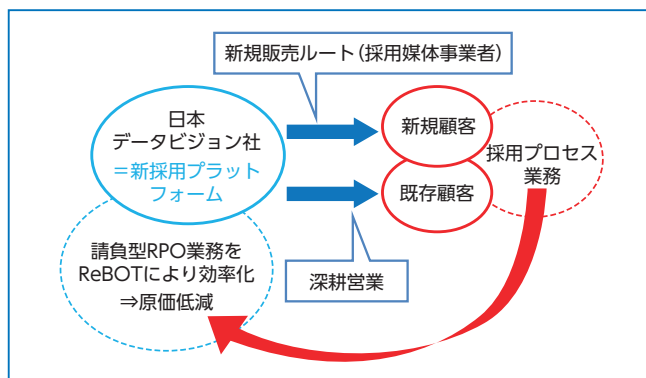 新規販売ルート(採用媒体事業者)
日本
データビジョン社
＝新採用プラット
フォーム
新規顧客
既存顧客
採用プロセス
業務
請負型RPO業務を
ReBOTにより効率化
⇒原価低減
深耕営業